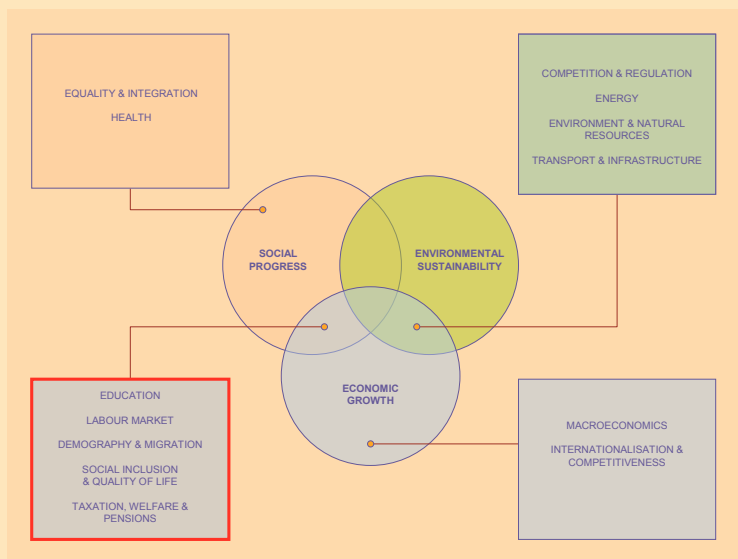 EQUALITY & INTEGRATION
HEALTH
COMPETITION & REGULATION
ENERGY
ENVIRONMENT & NATURAL
RESOURCES
TRANSPORT & INFRASTRUCTURE
SOCIAL
PROGRESS
ENVIRONMENTAL
SUSTAINABILITY
ECONOMIC
GROWTH
EDUCATION
LABOUR MARKET
DEMOGRAPHY & MIGRATION
SOCIAL INCLUSION
& QUALITY OF LIFE
TAXATION, WELFARE &
PENSIONS
MACROECONOMICS
INTERNATIONALISATION &
COMPETITIVENESS